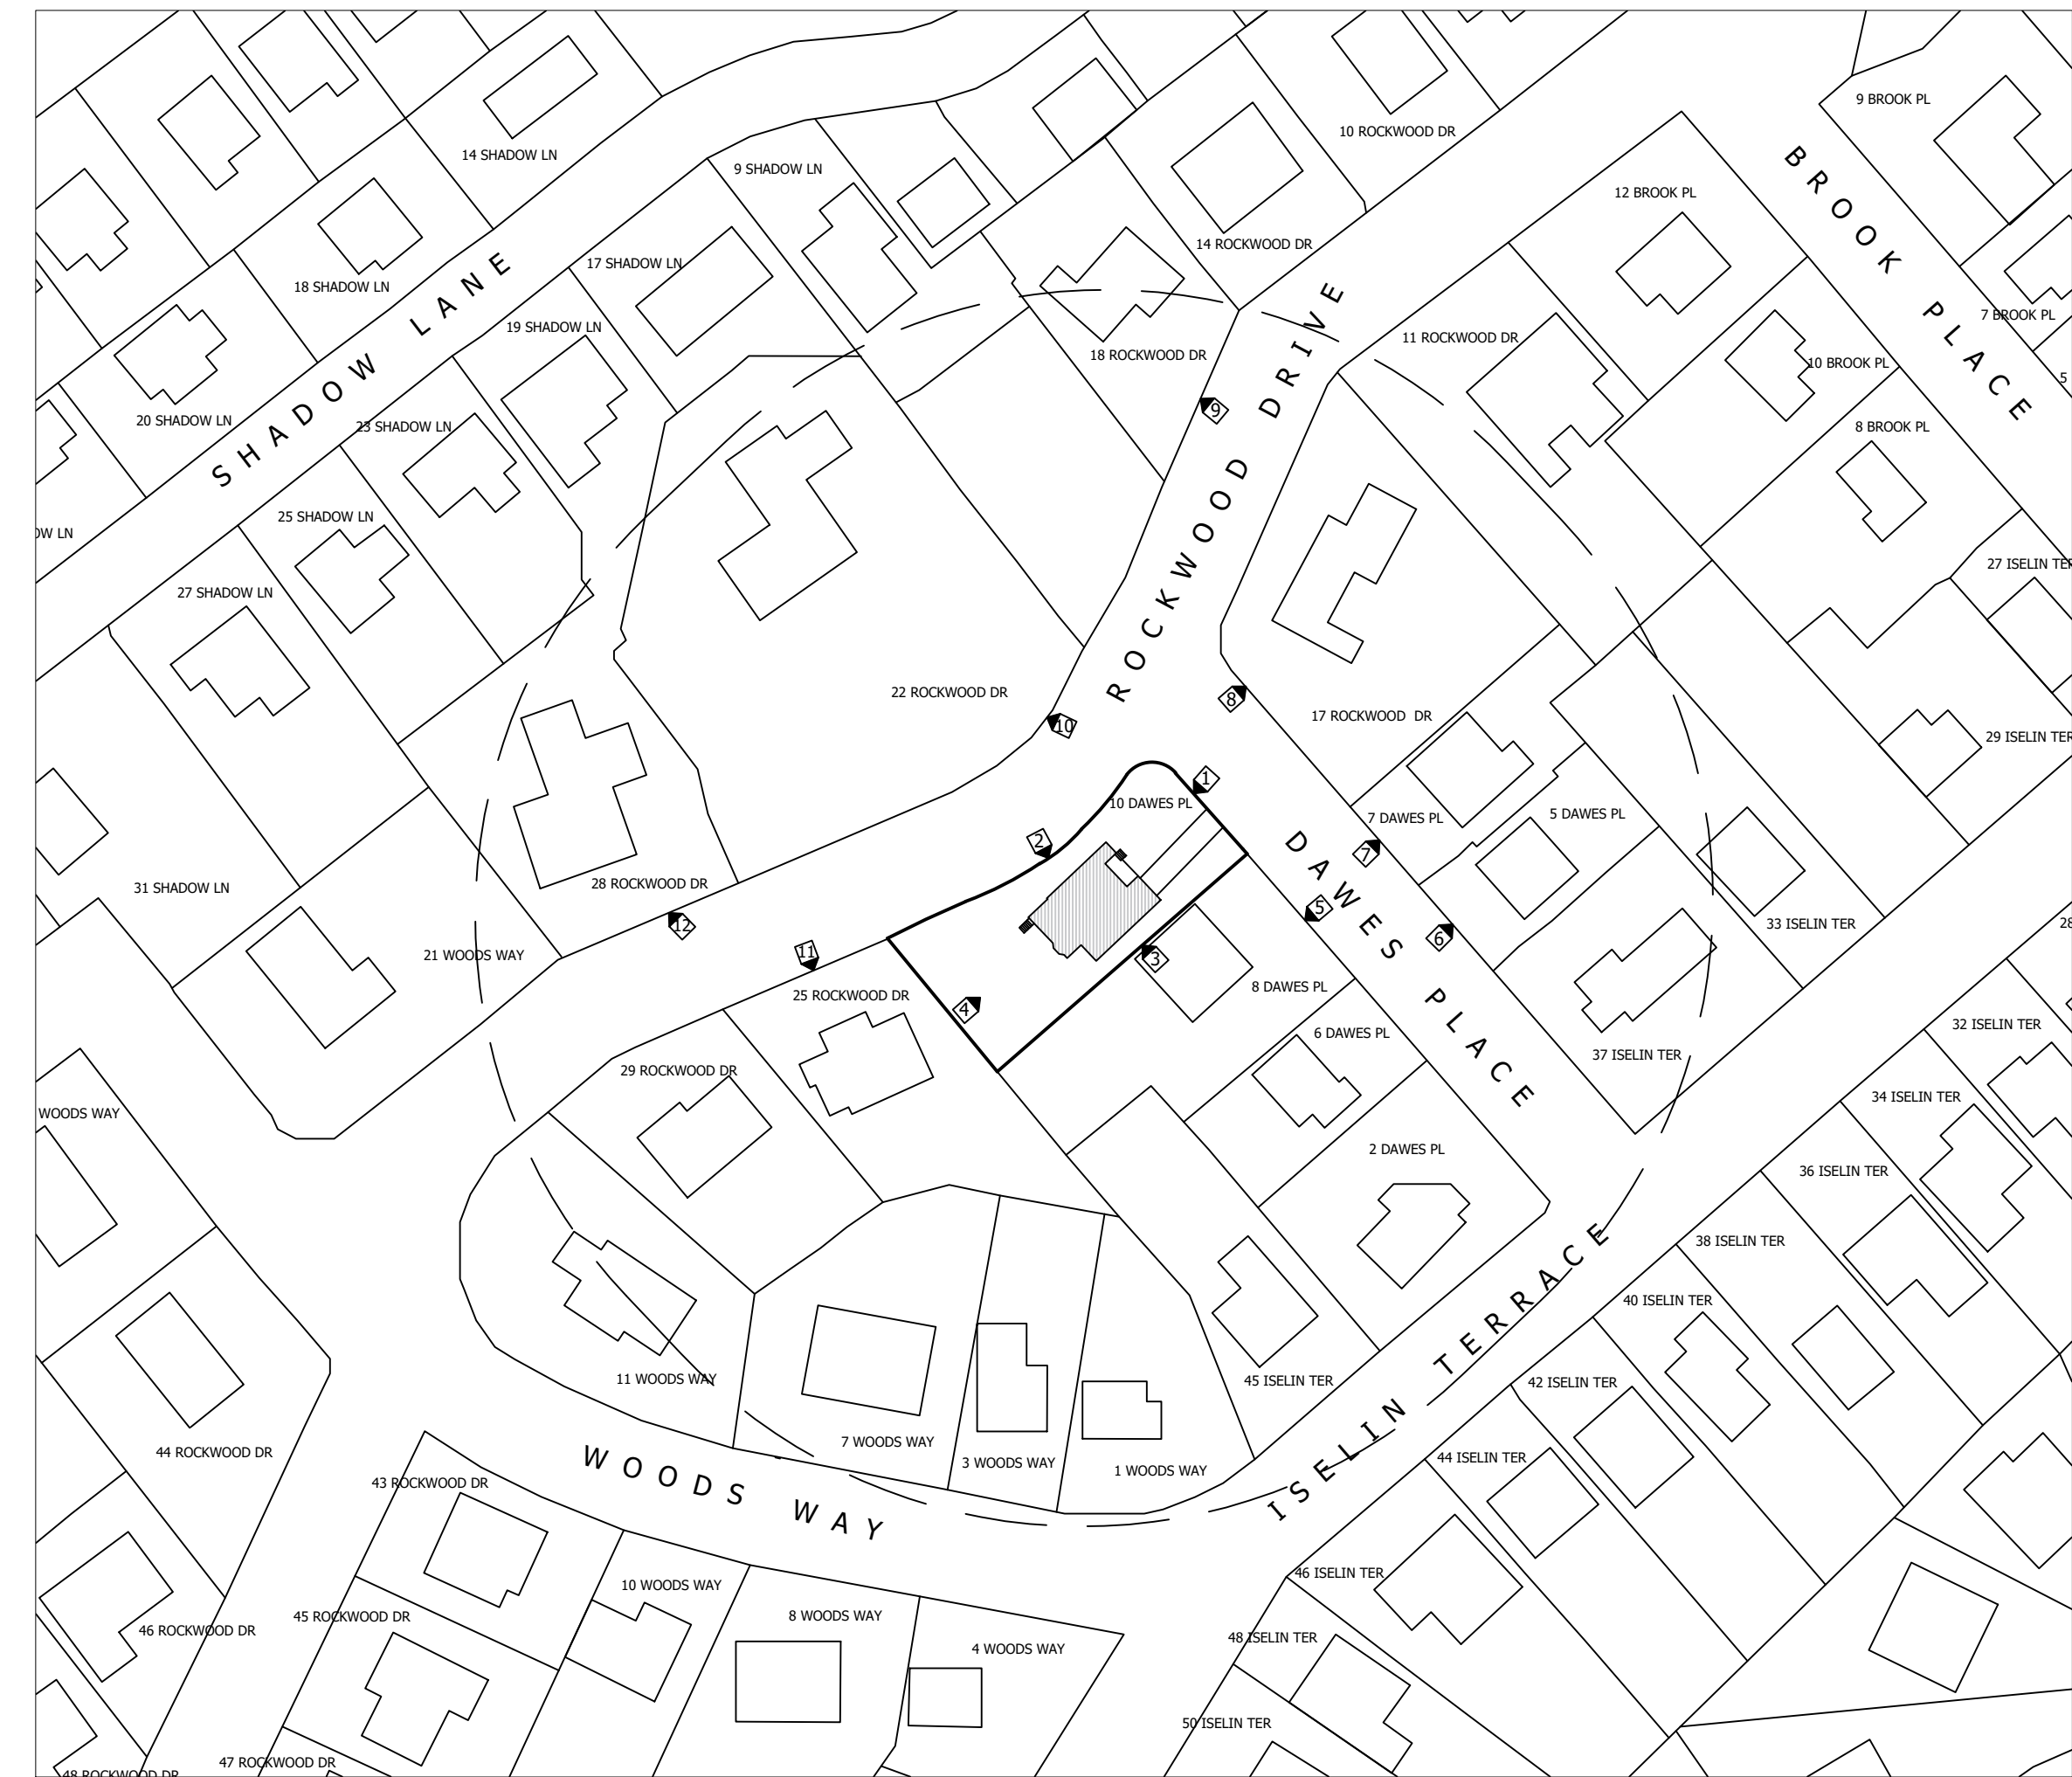 9 BROOK PL
10 ROCKWOOD DR
14 SHADOW LN
9 SHADOW LN
12 BROOK PL
BROOK PLACE
14 ROCKWOOD DR
17 SHADOW LN
18 SHADOW LN
7 BROOK PL
SHADOW LANE
19 SHADOW LN
11 ROCKWOOD DR
18 ROCKWOOD DR
10 BROOK PL
5
ROCKWOOD DRIVE
9
20 SHADOW LN
23 SHADOW LN
8 BROOK PL
25 SHADOW LN
OW LN
27 ISELIN TER
27 SHADOW LN
22 ROCKWOOD DR
8
10
17 ROCKWOOD DR
29 ISELIN TER
1
10 DAWES PL
7 DAWES PL
5 DAWES PL
2
7
DAWES PLACE
31 SHADOW LN
28 ROCKWOOD DR
12
5
6
33 ISELIN TER
28
21 WOODS WAY
11
3
25 ROCKWOOD DR
8 DAWES PL
4
32 ISELIN TER
6 DAWES PL
37 ISELIN TER
29 ROCKWOOD DR
34 ISELIN TER
WOODS WAY
2 DAWES PL
36 ISELIN TER
38 ISELIN TER
40 ISELIN TER
ISELIN TERRACE
11 WOODS WAY
45 ISELIN TER
42 ISELIN TER
44 ROCKWOOD DR
7 WOODS WAY
3 WOODS WAY
1 WOODS WAY
44 ISELIN TER
WOODS WAY
43 ROCKWOOD DR
46 ISELIN TER
10 WOODS WAY
8 WOODS WAY
45 ROCKWOOD DR
46 ROCKWOOD DR
48 ISELIN TER
4 WOODS WAY
50 ISELIN TER
47 ROCKWOOD DR
48 ROCKWOOD DR